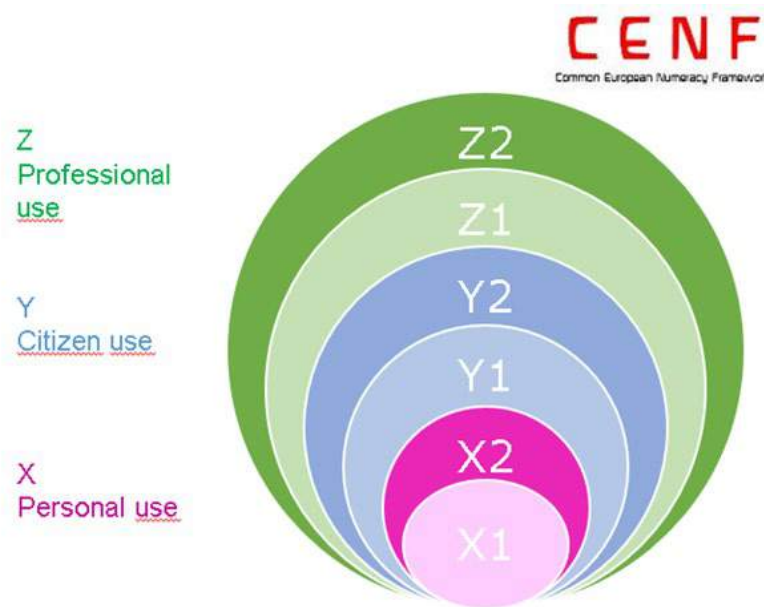 CENF
Common European Numeracy Framewor
Z
Professional
use
Y
Citizen use
X
Personal use
Z2
Z1
Y2
Y1
X2
X1